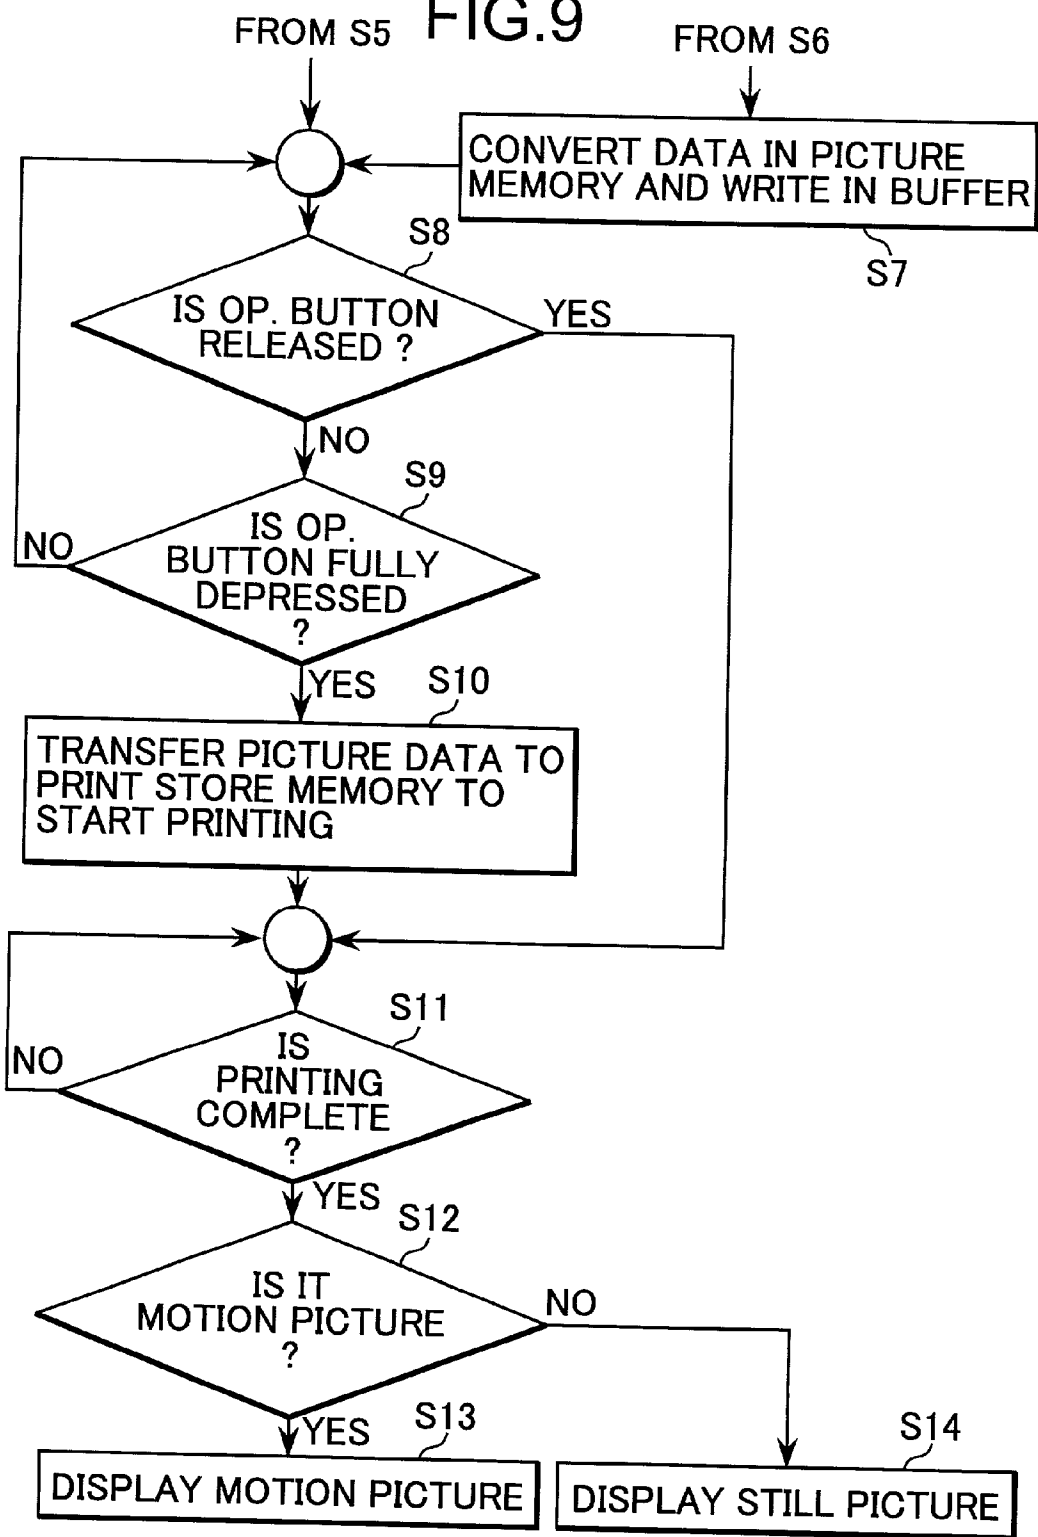 FIG.9
FROM S5
FROM S6
CONVERT DATA IN PICTURE
MEMORY AND WRITE IN BUFFER
S7
S8
IS OP. BUTTON
RELEASED ?
YES
NO
S9
IS OP.
BUTTON FULLY
DEPRESSED
?
NO
YES
S10
TRANSFER PICTURE DATA TO
PRINT STORE MEMORY TO
START PRINTING
S11
IS
PRINTING
COMPLETE
?
NO
YES
S12
IS IT
MOTION PICTURE
?
NO
YES
S13
DISPLAY MOTION PICTURE
S14
DISPLAY STILL PICTURE